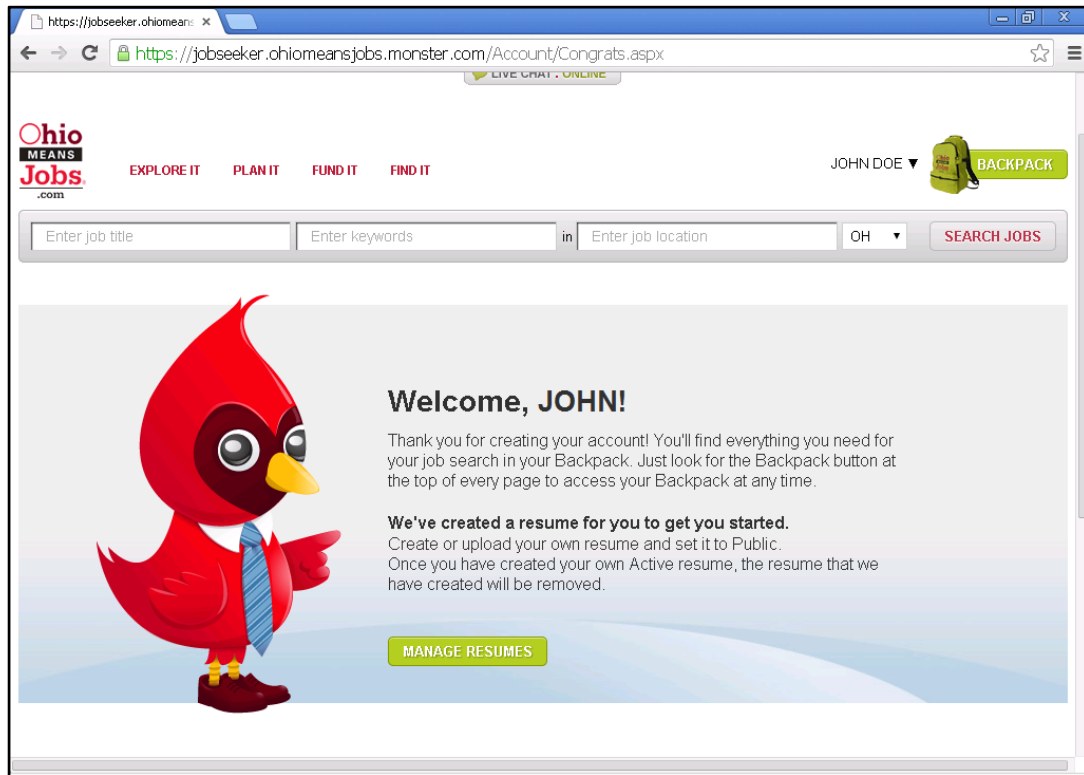 https://jobseeker.ohiomeans
https://jobseeker.ohiomeansjobs.monster.com/Account/Congrats.aspx
LIVE CHAT . ONLINE
Ohio
MEANS
Jobs.
.com
EXPLORE IT PLAN IT FUND IT FIND IT
JOHN DOE ▼
BACKPACK
Enter job title Enter keywords in Enter job location OH ▼ SEARCH JOBS
Welcome, JOHN!
Thank you for creating your account! You'll find everything you need for
your job search in your Backpack. Just look for the Backpack button at
the top of every page to access your Backpack at any time.
We've created a resume for you to get you started.
Create or upload your own resume and set it to Public.
Once you have created your own Active resume, the resume that we
have created will be removed.
MANAGE RESUMES